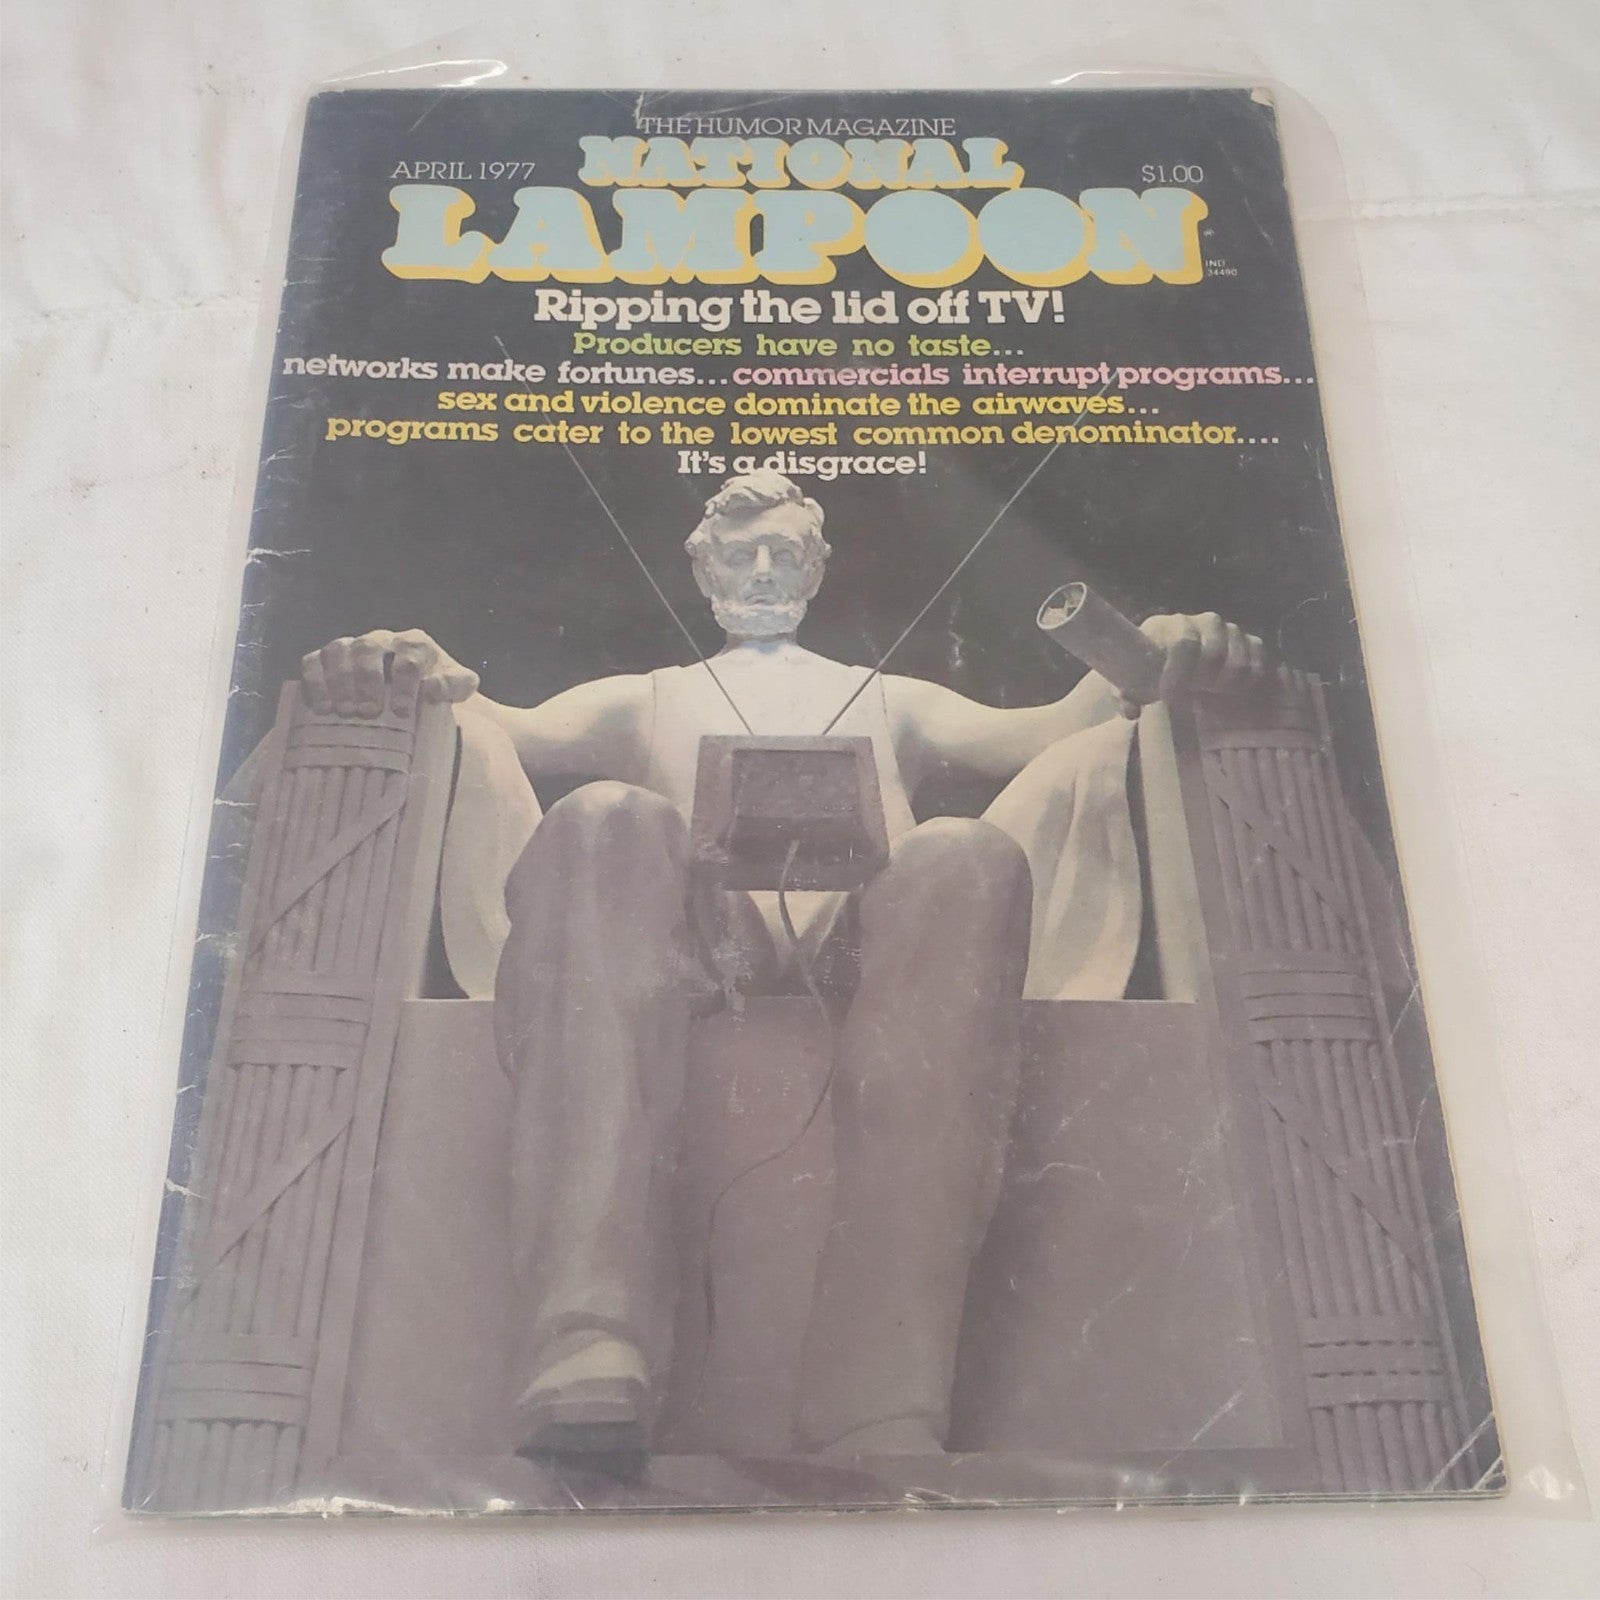 THE HUMOR MAGAZINE
NATIONAL
APRIL 1977 $1.00
LAMPOON
IND
34490
Ripping the lid off TV!
Producers have no taste...
networks make fortunes...commercials interrupt programs...
sex and violence dominate the airwaves...
programs cater to the lowest common denominator....
It's a disgrace!